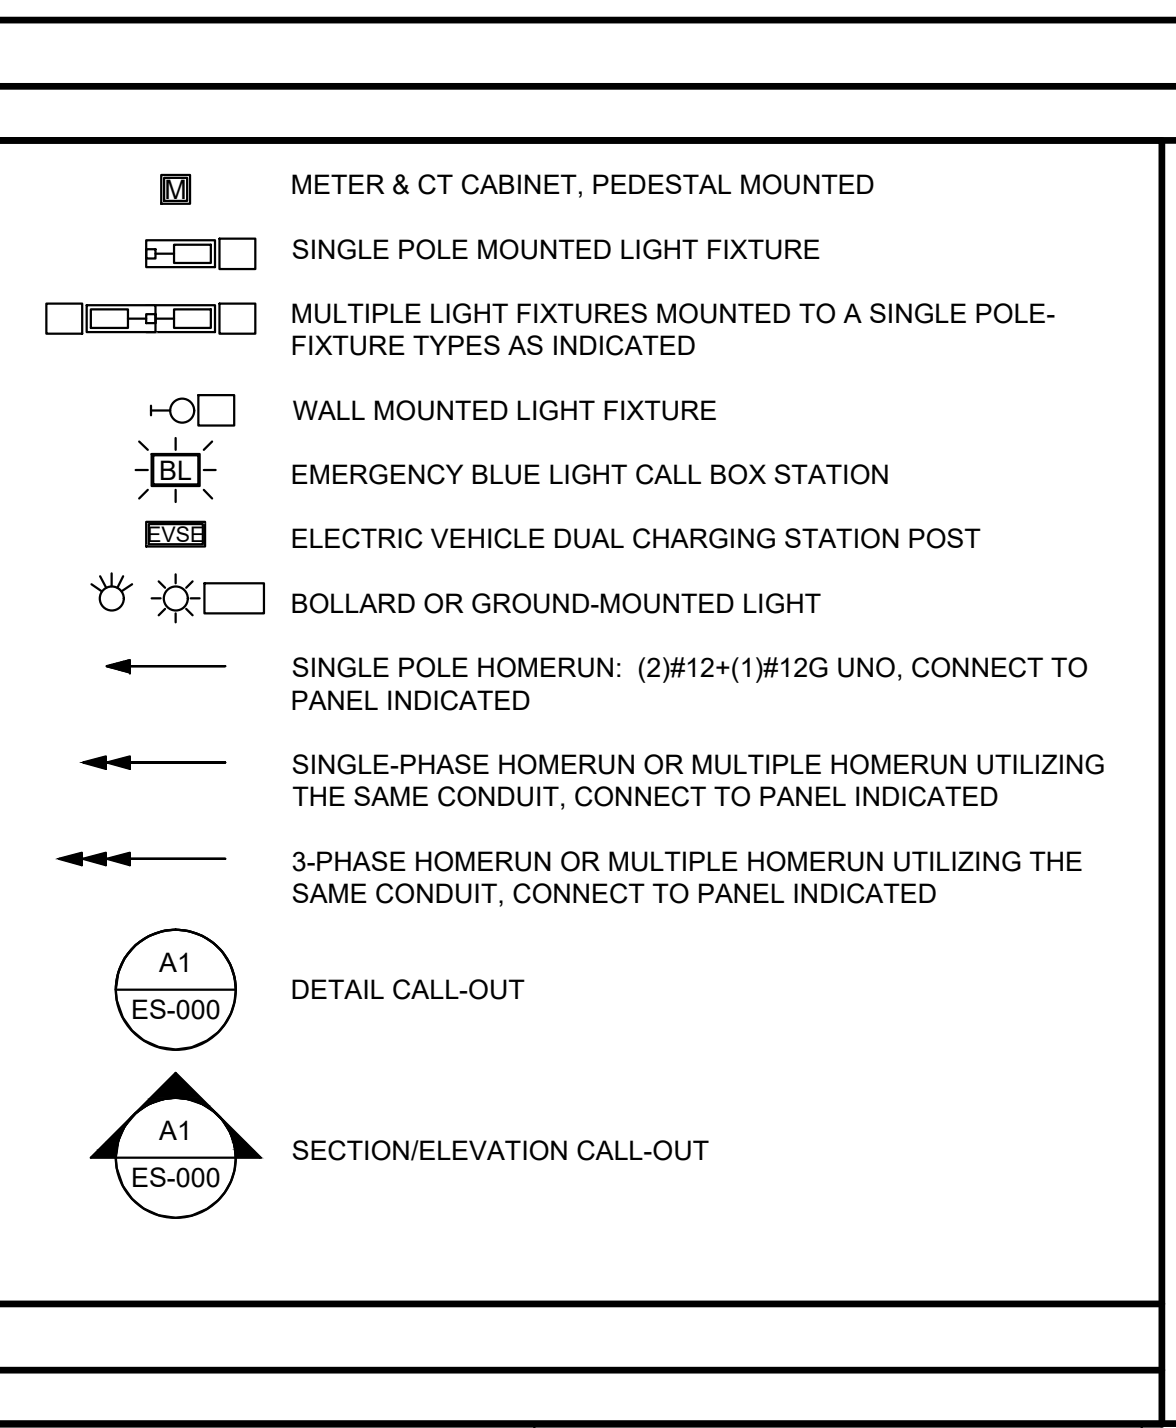 M METER & CT CABINET, PEDESTAL MOUNTED
SINGLE POLE MOUNTED LIGHT FIXTURE
MULTIPLE LIGHT FIXTURES MOUNTED TO A SINGLE POLE-
FIXTURE TYPES AS INDICATED
WALL MOUNTED LIGHT FIXTURE
BL EMERGENCY BLUE LIGHT CALL BOX STATION
EVSE ELECTRIC VEHICLE DUAL CHARGING STATION POST
BOLLARD OR GROUND-MOUNTED LIGHT
SINGLE POLE HOMERUN: (2)#12+(1)#12G UNO, CONNECT TO
PANEL INDICATED
SINGLE-PHASE HOMERUN OR MULTIPLE HOMERUN UTILIZING
THE SAME CONDUIT, CONNECT TO PANEL INDICATED
3-PHASE HOMERUN OR MULTIPLE HOMERUN UTILIZING THE
SAME CONDUIT, CONNECT TO PANEL INDICATED
A1
ES-000
DETAIL CALL-OUT
A1
ES-000
SECTION/ELEVATION CALL-OUT